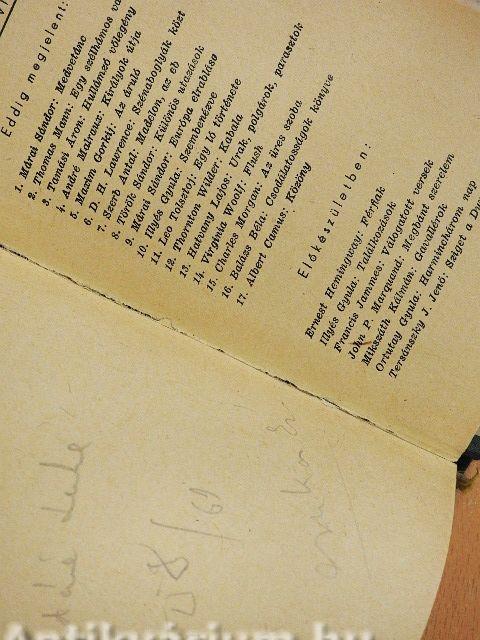 Eddig megjelent:
1. Márai Sándor: Medvetánc
2. Thomas Mann: Egy szélhámos va
3. Tamási Áron: Hullámzó vőlegény
4. André Malraux: Királyok útja
5. Maxim Gorkij: Az áruló
6. D. H. Lawrence: Szénaboglyák közt
7. Szerb Antal: Madelon, az eb
8. Török Sándor: Különös utazások
9. Márai Sándor: Európa elrablása
10. Illyés Gyula: Szembenézve
11. Leo Tolsztoj: Egy ló története
12. Thornton Wilder: Kabala
13. Hatvany Lajos: Urak, polgárok, parasztok
14. Virginia Woolf: Flush
15. Charles Morgan: Az üres szoba
16. Balázs Béla: Csodálatosságok könyve
17. Albert Camus: Közöny
Előkészületben:
Ernest Hemingway: Férfiak
Illyés Gyula: Találkozások
Francis Jammes: Válogatott versek
John P. Marquand: Megbánt szerelem
Mikszáth Kálmán: Gavallérok
Ortutay Gyula: Harminchárom nap
Tersánszky J. Jenő: Sziget a Du
Antikvárium.hu